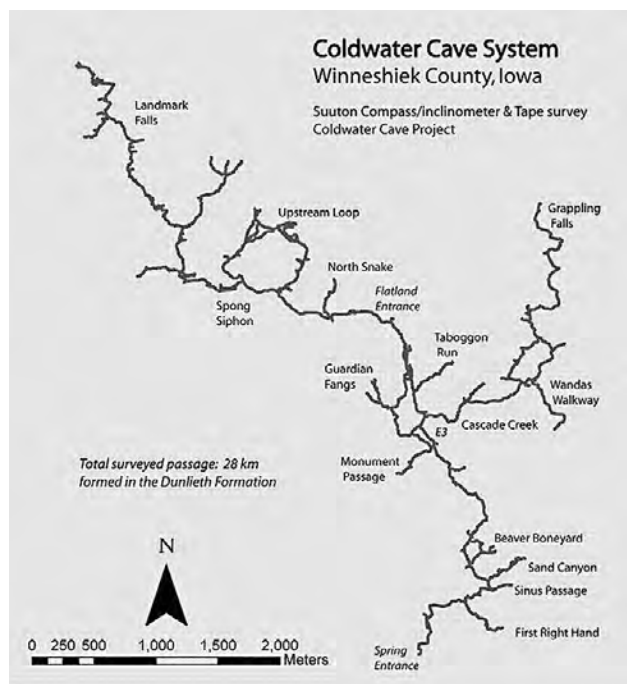 Coldwater Cave System
Winneshiek County, Iowa
Suuton Compass/inclinometer & Tape survey
Coldwater Cave Project
Landmark
Falls
Upstream Loop
Grappling
Falls
North Snake
Flatland
Entrance
Spong
Siphon
Taboggon
Run
Guardian
Fangs
Wandas
Walkway
E3
Cascade Creek
Monument
Passage
Total surveyed passage: 28 km
formed in the Dunlieth Formation
N
Beaver Boneyard
Sand Canyon
Sinus Passage
First Right Hand
Spring
Entrance
0 250 500 1,000 1,500 2,000
Meters